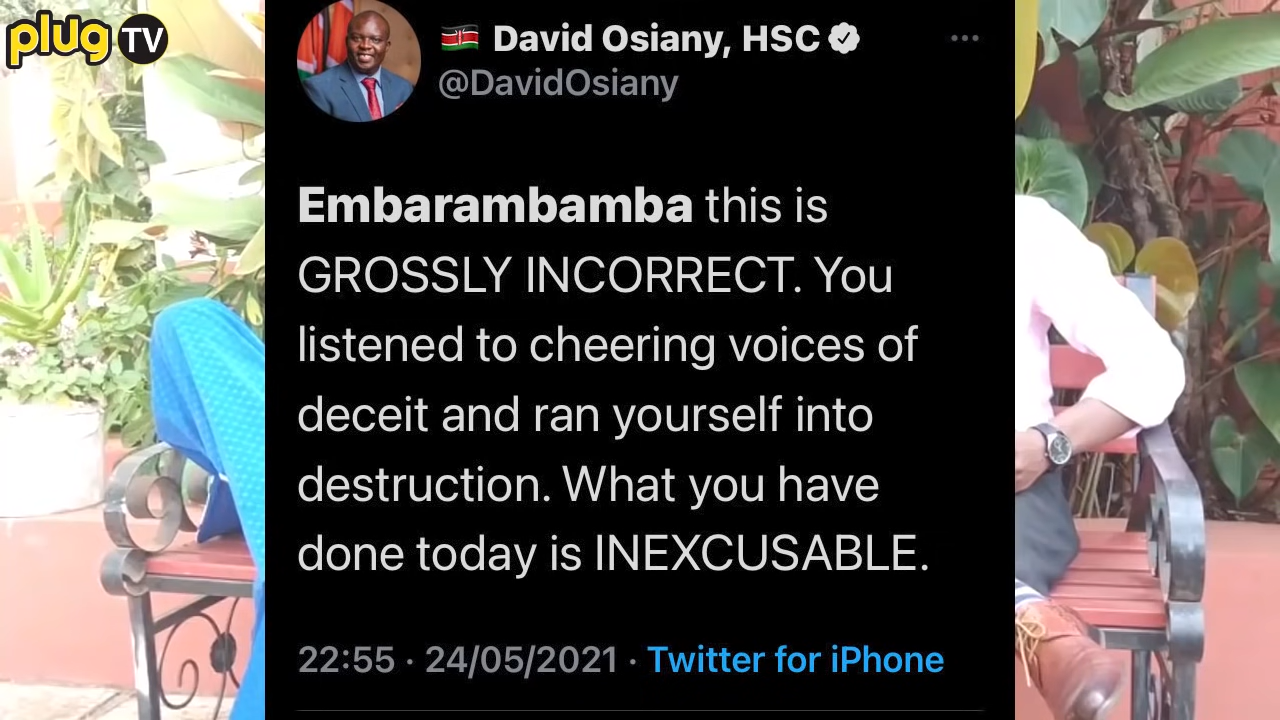 plug TV
David Osiany, HSC
@DavidOsiany
Embarambamba this is
GROSSLY INCORRECT. You
listened to cheering voices of
deceit and ran yourself into
destruction. What you have
done today is INEXCUSABLE.
22:55 · 24/05/2021 · Twitter for iPhone